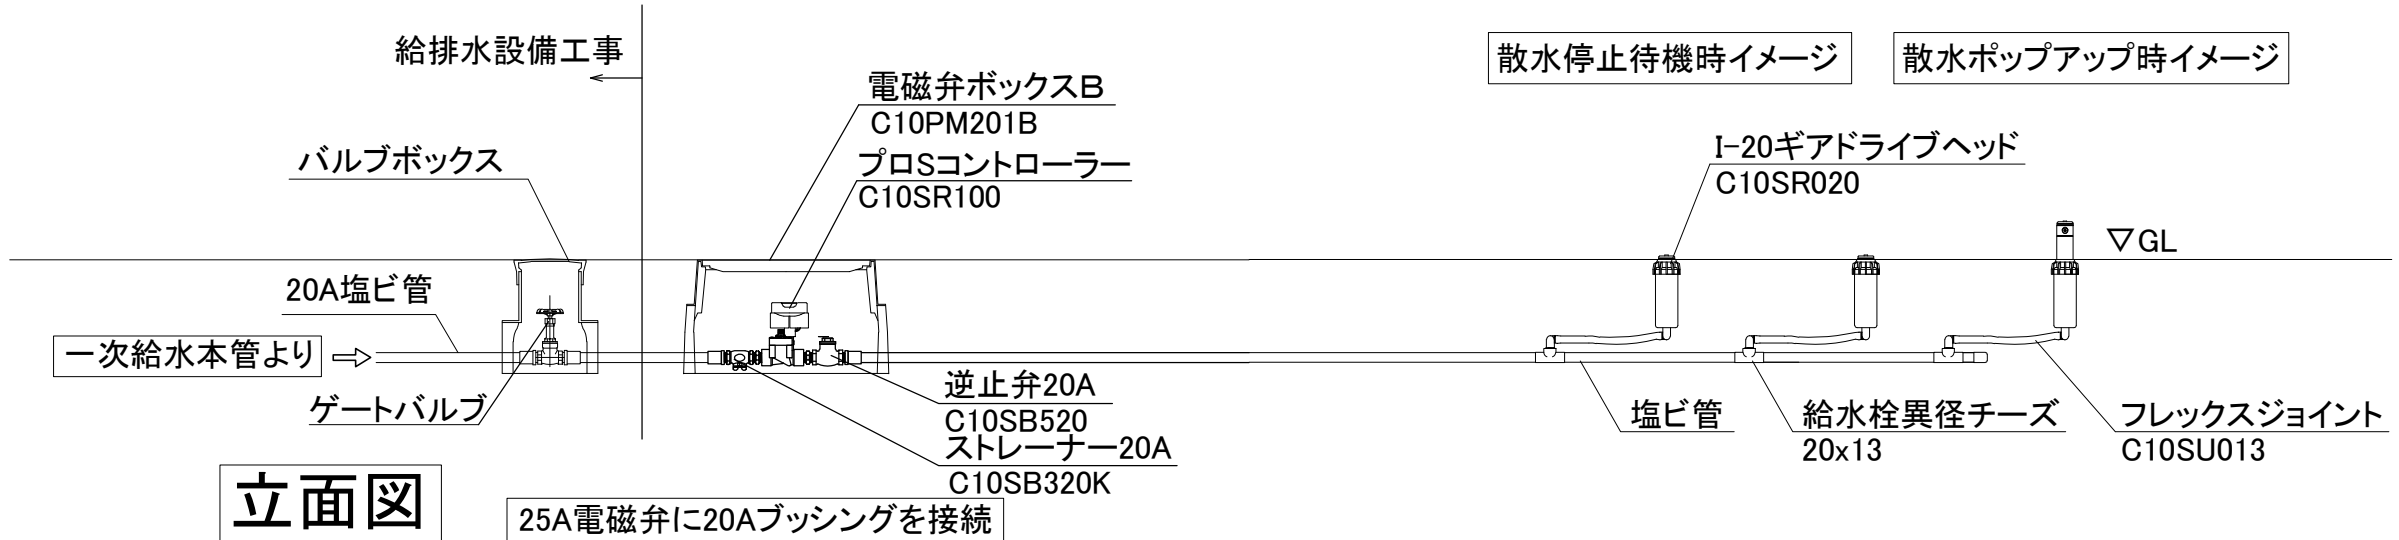 給排水設備工事
散水停止待機時イメージ
散水ポップアップ時イメージ
電磁弁ボックスB
C10PM201B
バルブボックス
プロSコントローラー
C10SR100
I-20ギアドライブヘッド
C10SR020
▽GL
20A塩ビ管
一次給水本管より
ゲートバルブ
逆止弁20A
C10SB520
ストレーナー20A
C10SB320K
塩ビ管
給水栓異径チーズ
20x13
フレックスジョイント
C10SU013
立面図
25A電磁弁に20Aブッシングを接続